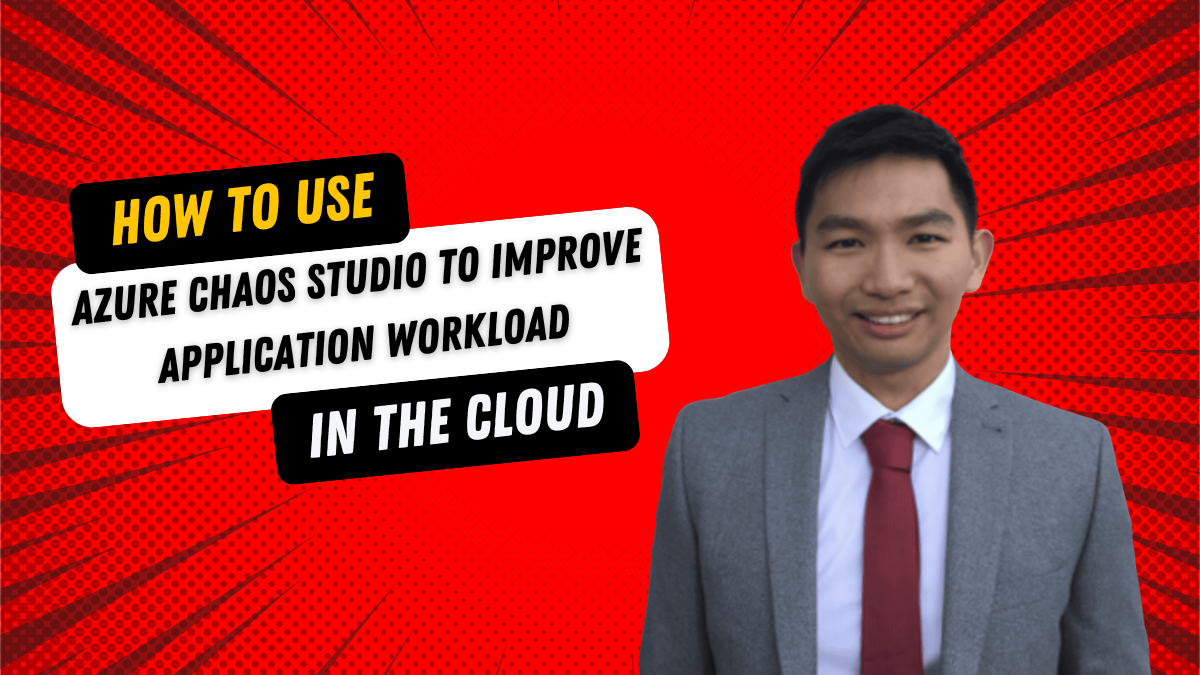 HOW TO USE
AZURE CHAOS STUDIO TO IMPROVE
APPLICATION WORKLOAD
IN THE CLOUD